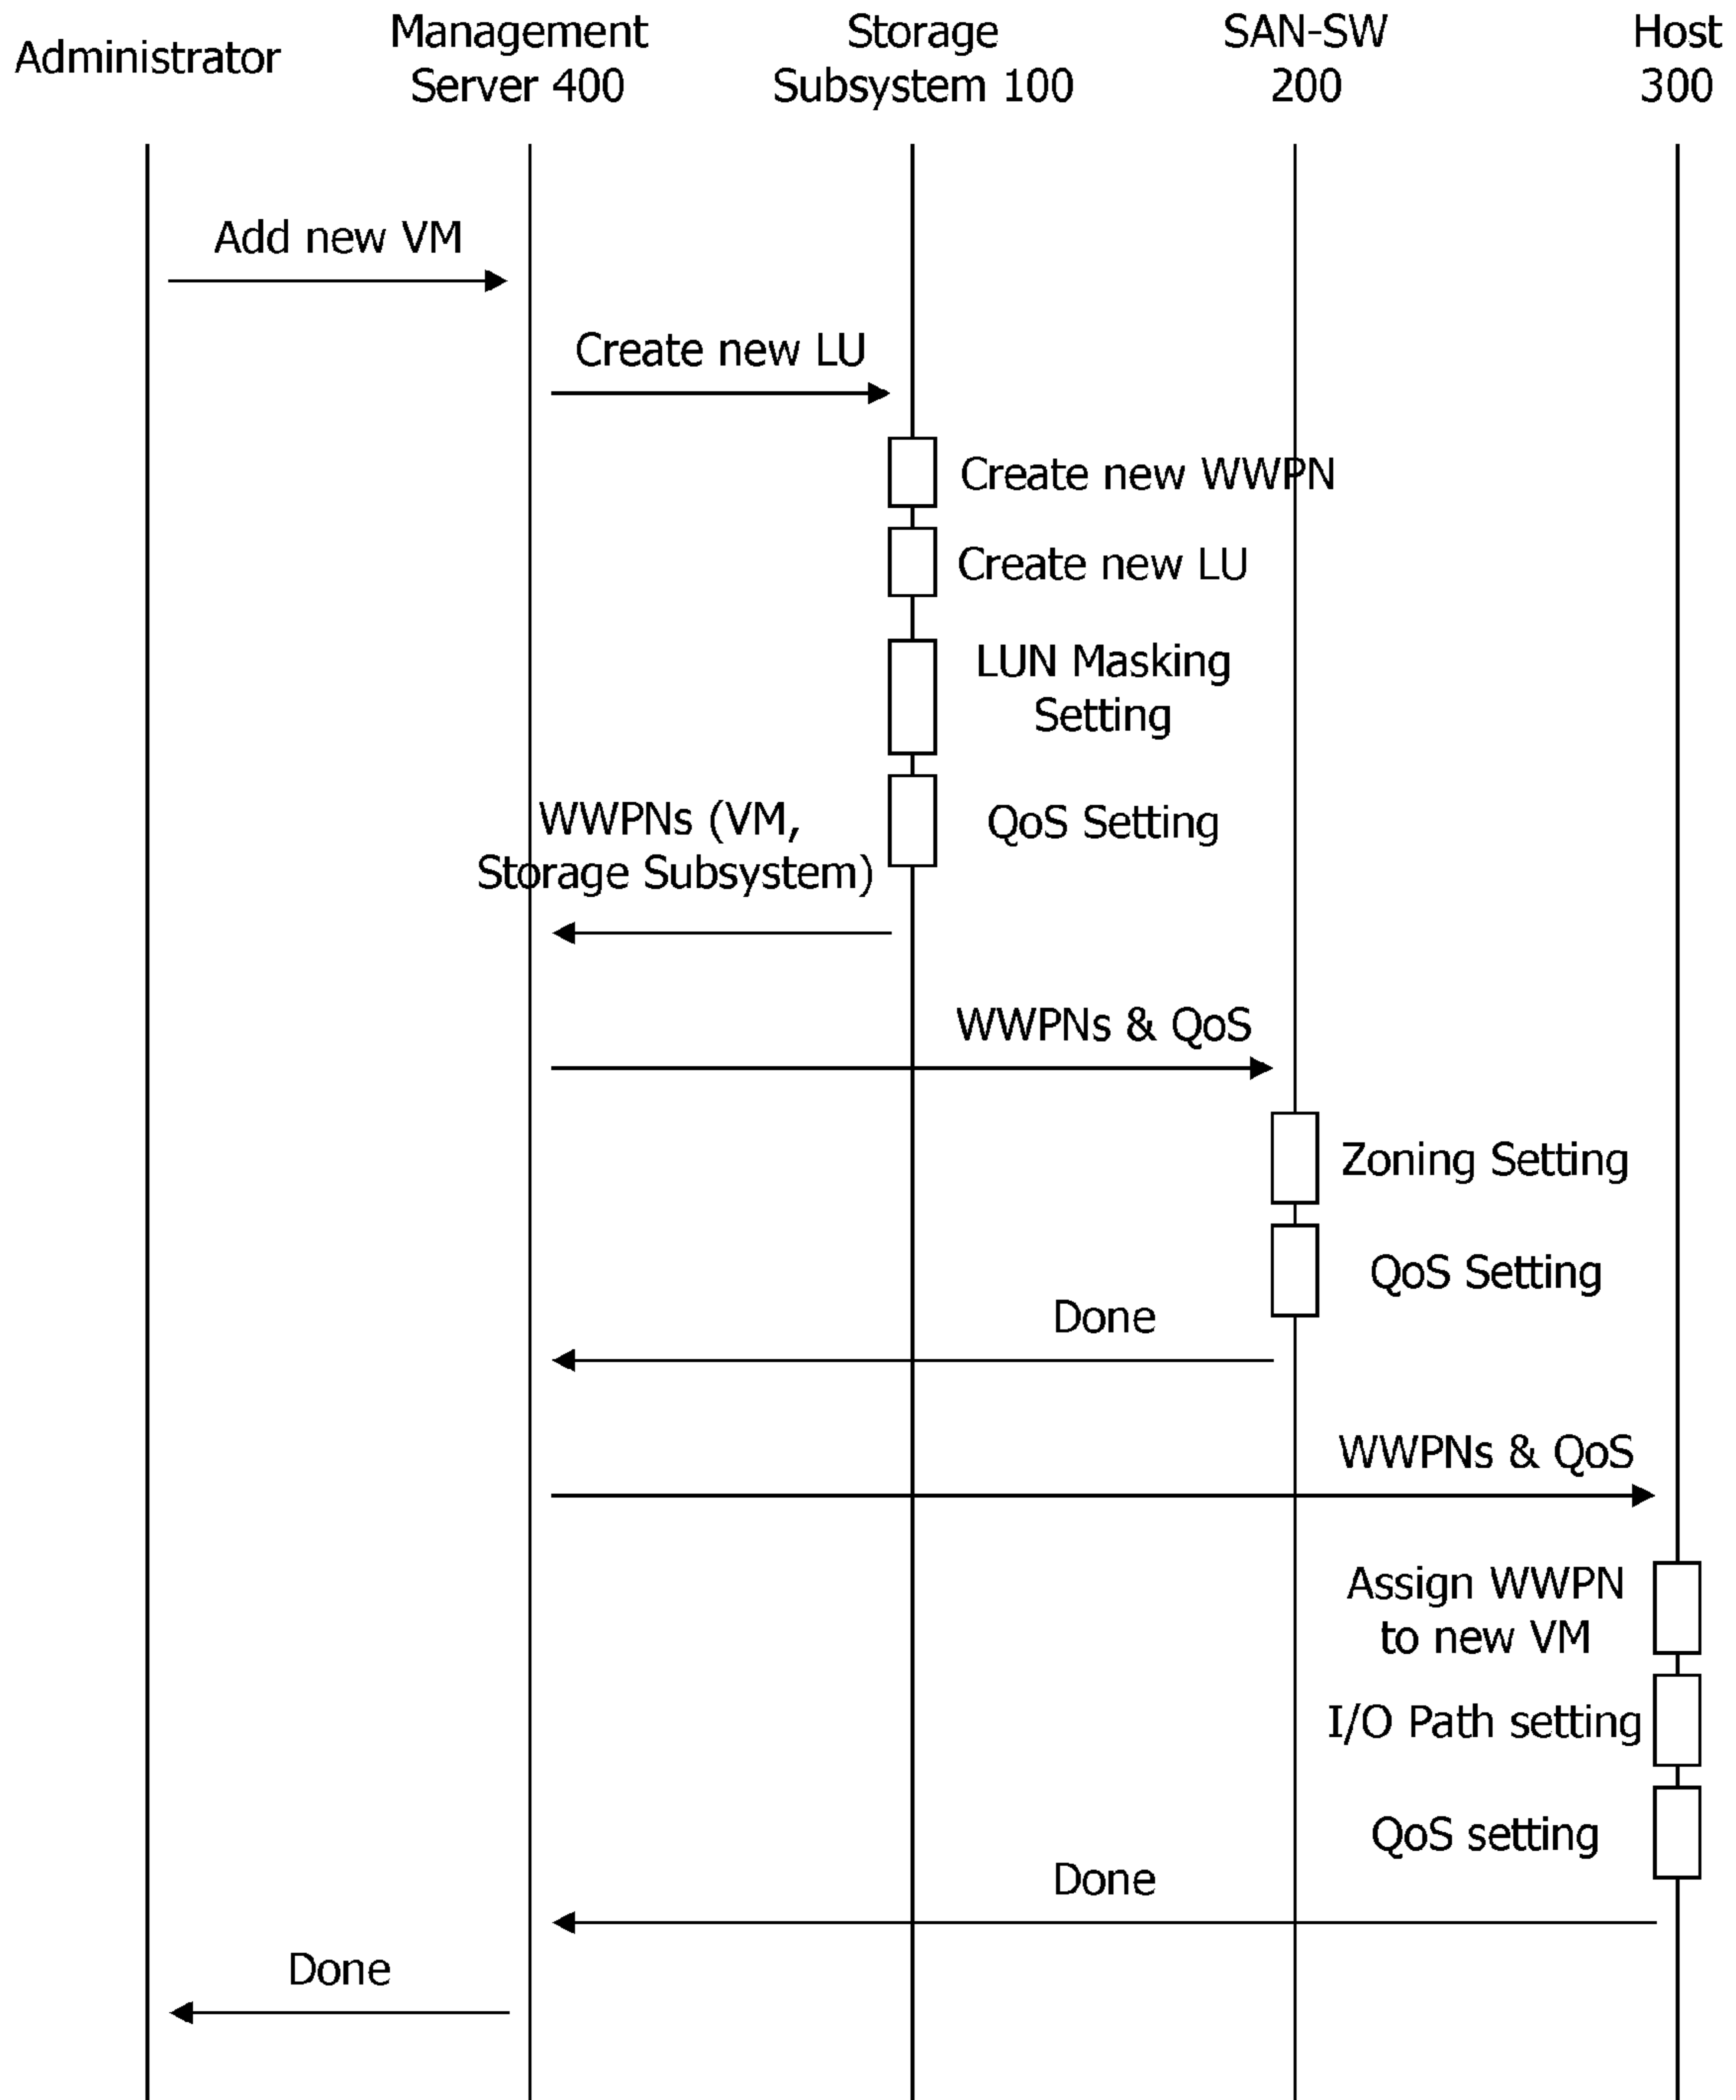 Administrator
Management
Server 400
Storage
Subsystem 100
SAN-SW
200
Host
300
Add new VM
Create new LU
Create new WWPN
Create new LU
LUN Masking
Setting
WWPNs (VM,
Storage Subsystem)
QoS Setting
WWPNs & QoS
Zoning Setting
QoS Setting
Done
WWPNs & QoS
Assign WWPN
to new VM
I/O Path setting
QoS setting
Done
Done